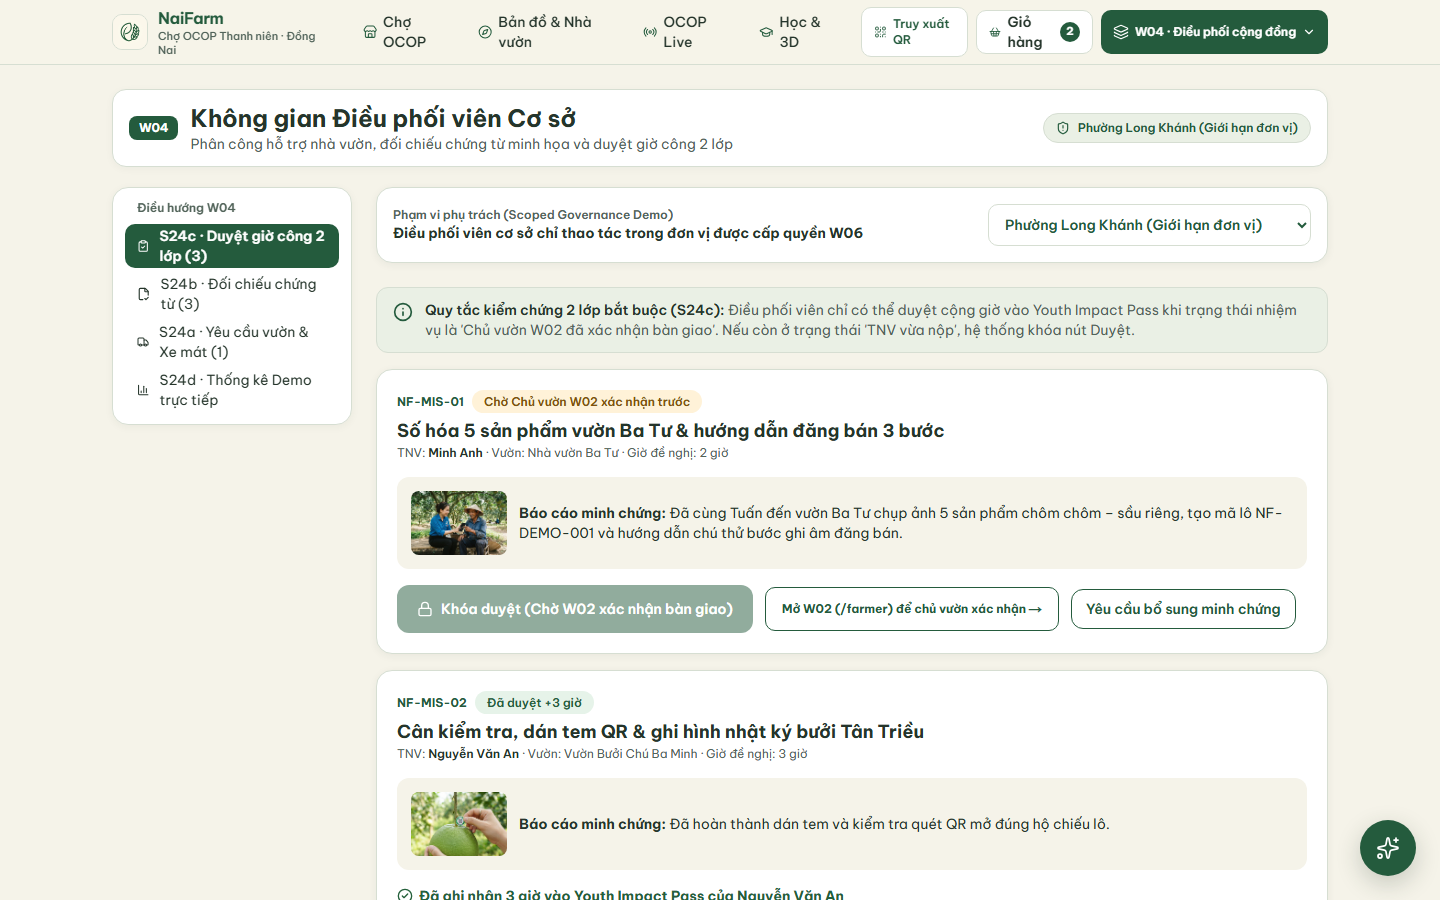 NaiFarm
Chợ OCOP Thanh niên · Đồng
Nai
Chợ
OCOP
Bản đồ & Nhà
vườn
OCOP
Live
Học &
3D
Truy xuất
QR
Giỏ
hàng
2
W04 · Điều phối cộng đồng
W04
Không gian Điều phối viên Cơ sở
Phân công hỗ trợ nhà vườn, đối chiếu chứng từ minh họa và duyệt giờ công 2 lớp
Phường Long Khánh (Giới hạn đơn vị)
Điều hướng W04
S24c · Duyệt giờ công 2
lớp (3)
S24b · Đối chiếu chứng
từ (3)
S24a · Yêu cầu vườn &
Xe mát (1)
S24d · Thống kê Demo
trực tiếp
Phạm vi phụ trách (Scoped Governance Demo)
Điều phối viên cơ sở chỉ thao tác trong đơn vị được cấp quyền W06
Phường Long Khánh (Giới hạn đơn vị)
Quy tắc kiểm chứng 2 lớp bắt buộc (S24c): Điều phối viên chỉ có thể duyệt cộng giờ vào Youth Impact Pass khi trạng thái nhiệm
vụ là 'Chủ vườn W02 đã xác nhận bàn giao'. Nếu còn ở trạng thái 'TNV vừa nộp', hệ thống khóa nút Duyệt.
NF-MIS-01
Chờ Chủ vườn W02 xác nhận trước
Số hóa 5 sản phẩm vườn Ba Tư & hướng dẫn đăng bán 3 bước
TNV: Minh Anh · Vườn: Nhà vườn Ba Tư · Giờ đề nghị: 2 giờ
Báo cáo minh chứng: Đã cùng Tuấn đến vườn Ba Tư chụp ảnh 5 sản phẩm chôm chôm – sầu riêng, tạo mã lô NF-
DEMO-001 và hướng dẫn chú thử bước ghi âm đăng bán.
Khóa duyệt (Chờ W02 xác nhận bàn giao)
Mở W02 (/farmer) để chủ vườn xác nhận →
Yêu cầu bổ sung minh chứng
NF-MIS-02
Đã duyệt +3 giờ
Cân kiểm tra, dán tem QR & ghi hình nhật ký bưởi Tân Triều
TNV: Nguyễn Văn An · Vườn: Vườn Bưởi Chú Ba Minh · Giờ đề nghị: 3 giờ
Báo cáo minh chứng: Đã hoàn thành dán tem và kiểm tra quét QR mở đúng hộ chiếu lô.
Đã ghi nhận 3 giờ vào Youth Impact Pass của Nguyễn Văn An